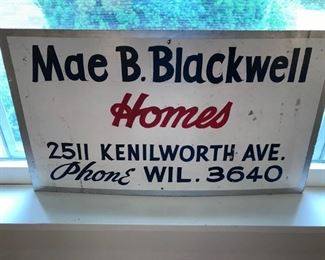 Mae B. Blackwell
Homes
2511 KENILWORTH AVE.
Phone WIL. 3640